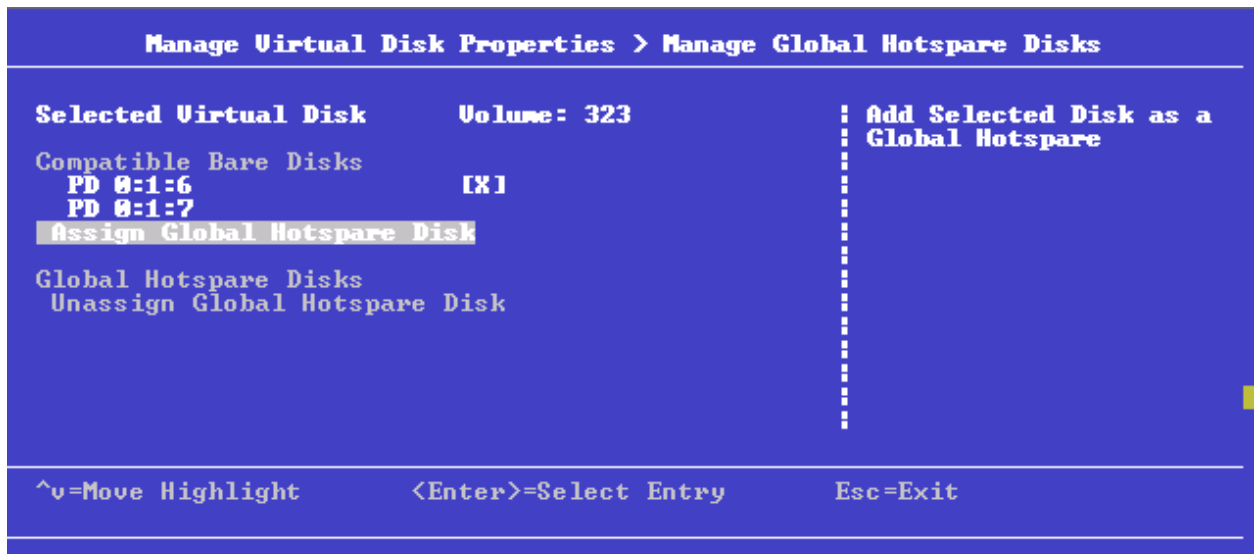 Manage Virtual Disk Properties > Manage Global Hotspare Disks
Selected Virtual Disk Volume: 323
Compatible Bare Disks
PD 0:1:6 [X]
PD 0:1:7
Assign Global Hotspare Disk
Global Hotspare Disks
Unassign Global Hotspare Disk
Add Selected Disk as a
Global Hotspare
^v=Move Highlight <Enter>=Select Entry Esc=Exit